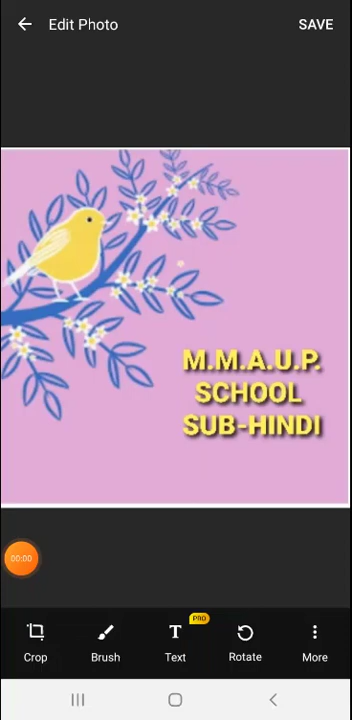 Edit Photo
SAVE
M.M.A.U.P.
SCHOOL
SUB-HINDI
00:00
PRO
Crop
Brush
Text
Rotate
More